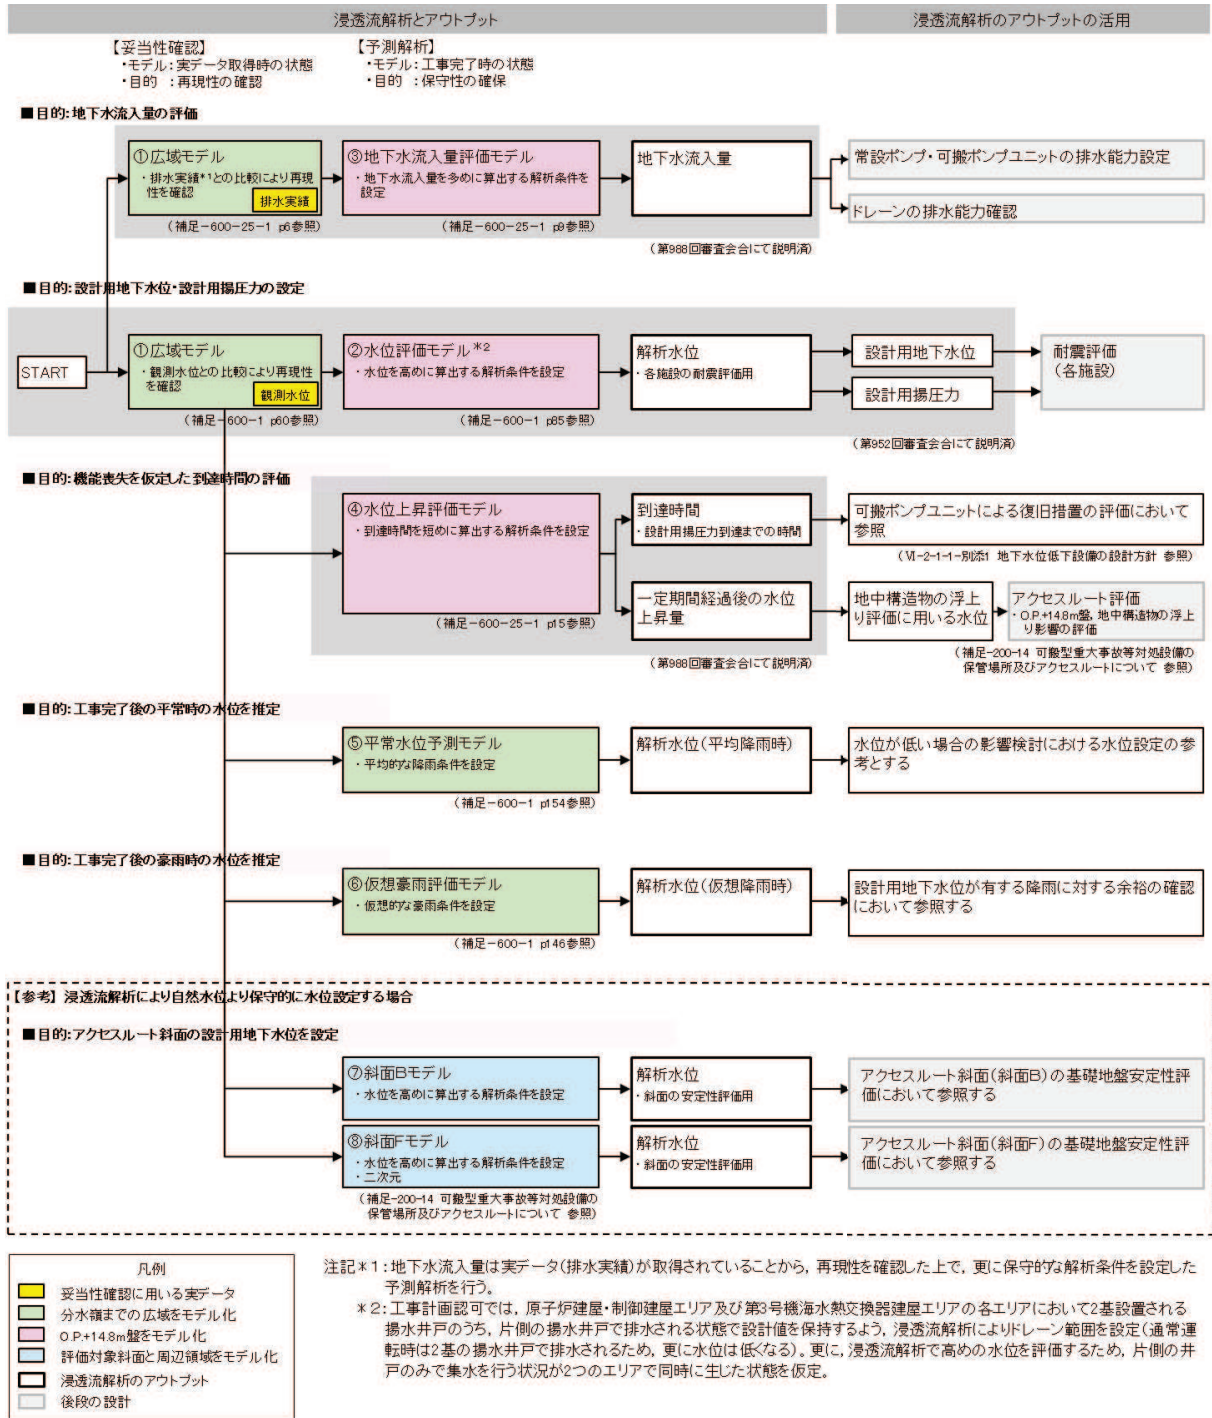 浸透流解析とアウトプット
浸透流解析のアウトプットの活用
【妥当性確認】
・モデル：実データ取得時の状態
・目的　：再現性の確認
【予測解析】
・モデル：工事完了時の状態
・目的　：保守性の確保
■目的：地下水流入量の評価
①広域モデル
・排水実績*1との比較により再現
性を確認
排水実績
（補足-600-25-1 p6参照）
③地下水流入量評価モデル
・地下水流入量を多めに算出する解析条件を
設定
（補足-600-25-1 p9参照）
地下水流入量
（第988回審査会合にて説明済）
常設ポンプ・可搬ポンプユニットの排水能力設定
ドレーンの排水能力確認
■目的：設計用地下水位・設計用揚圧力の設定
START
①広域モデル
・観測水位との比較により再現性
を確認
観測水位
（補足-600-1 p60参照）
②水位評価モデル*2
・水位を高めに算出する解析条件を設定
（補足-600-1 p85参照）
解析水位
・各施設の耐震評価用
設計用地下水位
設計用揚圧力
（第952回審査会合にて説明済）
耐震評価
（各施設）
■目的：機能喪失を仮定した到達時間の評価
④水位上昇評価モデル
・到達時間を短めに算出する解析条件を設定
（補足-600-25-1 p15参照）
到達時間
・設計用揚圧力到達までの時間
一定期間経過後の水位
上昇量
（第988回審査会合にて説明済）
可搬ポンプユニットによる復旧措置の評価において
参照
（Ⅵ-2-1-1-別添1 地下水位低下設備の設計方針 参照）
地中構造物の浮上
り評価に用いる水位
アクセスルート評価
・O.P.+14.8m盤，地中構造物の浮上
り影響の評価
（補足-200-14 可搬型重大事故等対処設備の
保管場所及びアクセスルートについて 参照）
■目的：工事完了後の平常時の水位を推定
⑤平常水位予測モデル
・平均的な降雨条件を設定
（補足-600-1 p154参照）
解析水位（平均降雨時）
水位が低い場合の影響検討における水位設定の参
考とする
■目的：工事完了後の豪雨時の水位を推定
⑥仮想豪雨評価モデル
・仮想的な豪雨条件を設定
（補足-600-1 p146参照）
解析水位（仮想降雨時）
設計用地下水位が有する降雨に対する余裕の確認
において参照する
【参考】浸透流解析により自然水位より保守的に水位設定する場合
■目的：アクセスルート斜面の設計用地下水位を設定
⑦斜面Bモデル
・水位を高めに算出する解析条件を設定
解析水位
・斜面の安定性評価用
アクセスルート斜面（斜面B）の基礎地盤安定性評
価において参照する
⑧斜面Fモデル
・水位を高めに算出する解析条件を設定
・二次元
（補足-200-14 可搬型重大事故等対処設備の
保管場所及びアクセスルートについて 参照）
解析水位
・斜面の安定性評価用
アクセスルート斜面（斜面F）の基礎地盤安定性評
価において参照する
凡例
妥当性確認に用いる実データ
分水嶺までの広域をモデル化
O.P.+14.8m盤をモデル化
評価対象斜面と周辺領域をモデル化
浸透流解析のアウトプット
後段の設計
注記*1：地下水流入量は実データ（排水実績）が取得されていることから，再現性を確認した上で，更に保守的な解析条件を設定した
予測解析を行う。
*2：工事計画認可では，原子炉建屋・制御建屋エリア及び第3号機海水熱交換器建屋エリアの各エリアにおいて2基設置される
揚水井戸のうち，片側の揚水井戸で排水される状態で設計値を保持するよう，浸透流解析によりドレーン範囲を設定（通常運
転時は2基の揚水井戸で排水されるため，更に水位は低くなる）。更に，浸透流解析で高めの水位を評価するため，片側の井
戸のみで集水を行う状況が2つのエリアで同時に生じた状態を仮定。